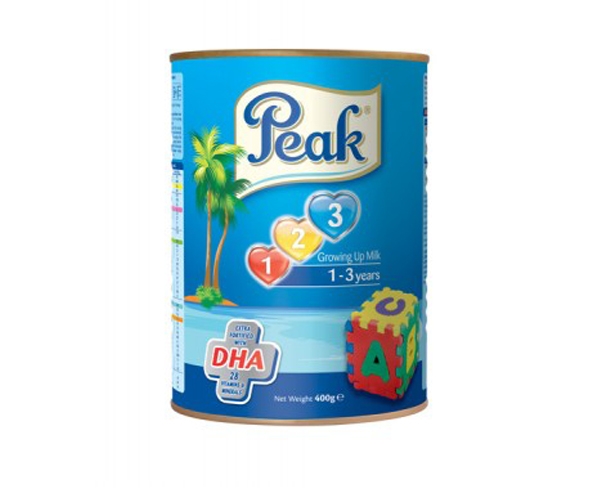 Peak®
3
2
1
Growing Up Milk
1 - 3 years
C
A
B
EXTRA
FORTIFIED
WITH
DHA
28
VITAMINS &
MINERALS
Net Weight 400g ℮